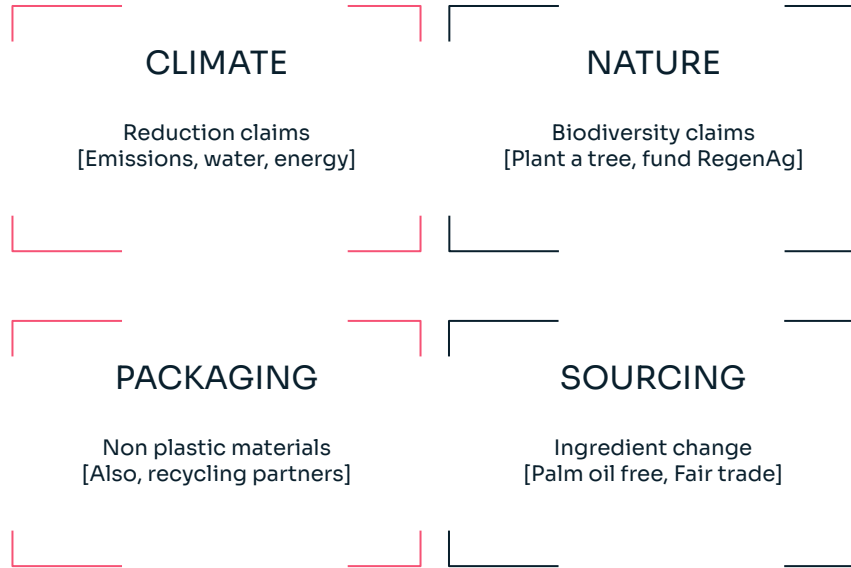 CLIMATE
Reduction claims
[Emissions, water, energy]
NATURE
Biodiversity claims
[Plant a tree, fund RegenAg]
PACKAGING
Non plastic materials
[Also, recycling partners]
SOURCING
Ingredient change
[Palm oil free, Fair trade]